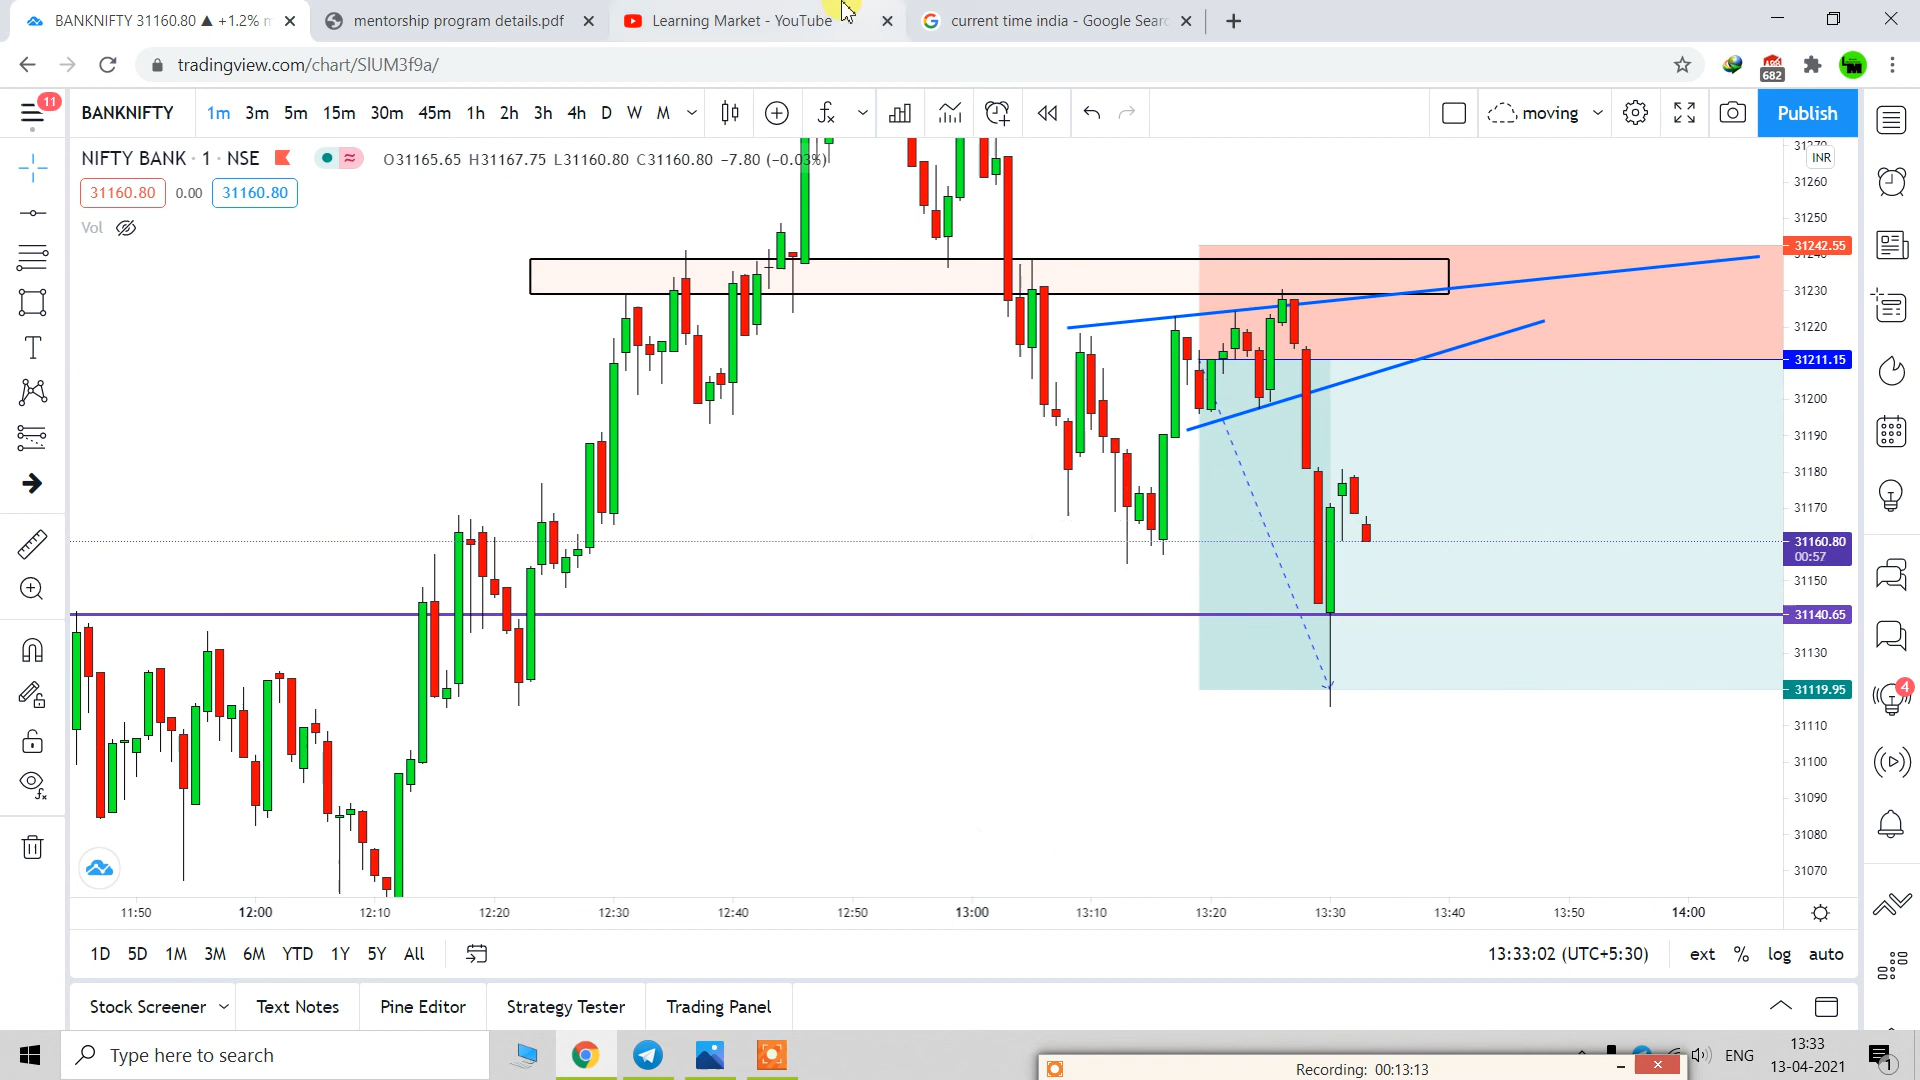 BANKNIFTY 31160.80 ▲ +1.2%
mentorship program details.pdf
Learning Market - YouTube
current time india - Google Sear
tradingview.com/chart/SlUM3f9a/
682
11
BANKNIFTY
1m 3m 5m 15m 30m 45m 1h 2h 3h 4h D W M
moving
Publish
NIFTY BANK · 1 · NSE
O31165.65 H31167.75 L31160.80 C31160.80 −7.80 (−0.03%)
31160.80 0.00 31160.80
Vol
INR
31270
31260
31250
31242.55
31240
31230
31220
31211.15
31200
31190
31180
31170
31160.80
00:57
31150
31140.65
31130
31119.95
31110
31100
31090
31080
31070
4
11:50 12:00 12:10 12:20 12:30 12:40 12:50 13:00 13:10 13:20 13:30 13:40 13:50 14:00
1D 5D 1M 3M 6M YTD 1Y 5Y All
13:33:02 (UTC+5:30) ext % log auto
Stock Screener Text Notes Pine Editor Strategy Tester Trading Panel
Type here to search
Recording: 00:13:13
ENG
13:33
13-04-2021
1